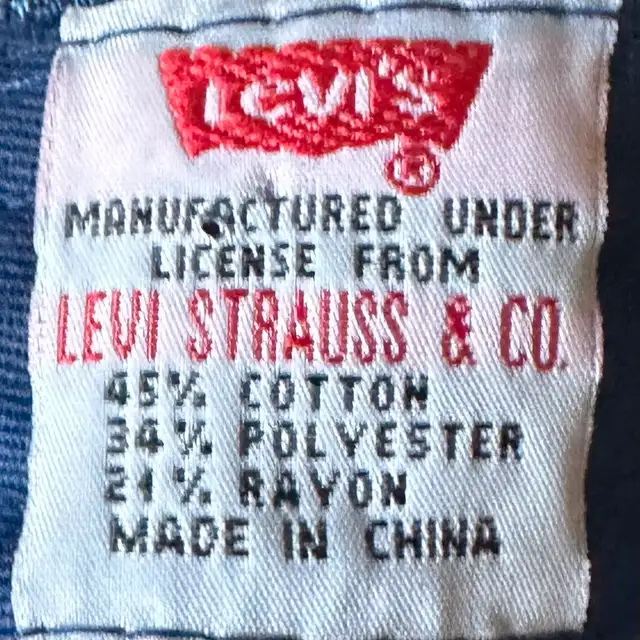 Levi's
®
MANUFACTURED UNDER
LICENSE FROM
LEVI STRAUSS & CO.
45% COTTON
34% POLYESTER
21% RAYON
MADE IN CHINA